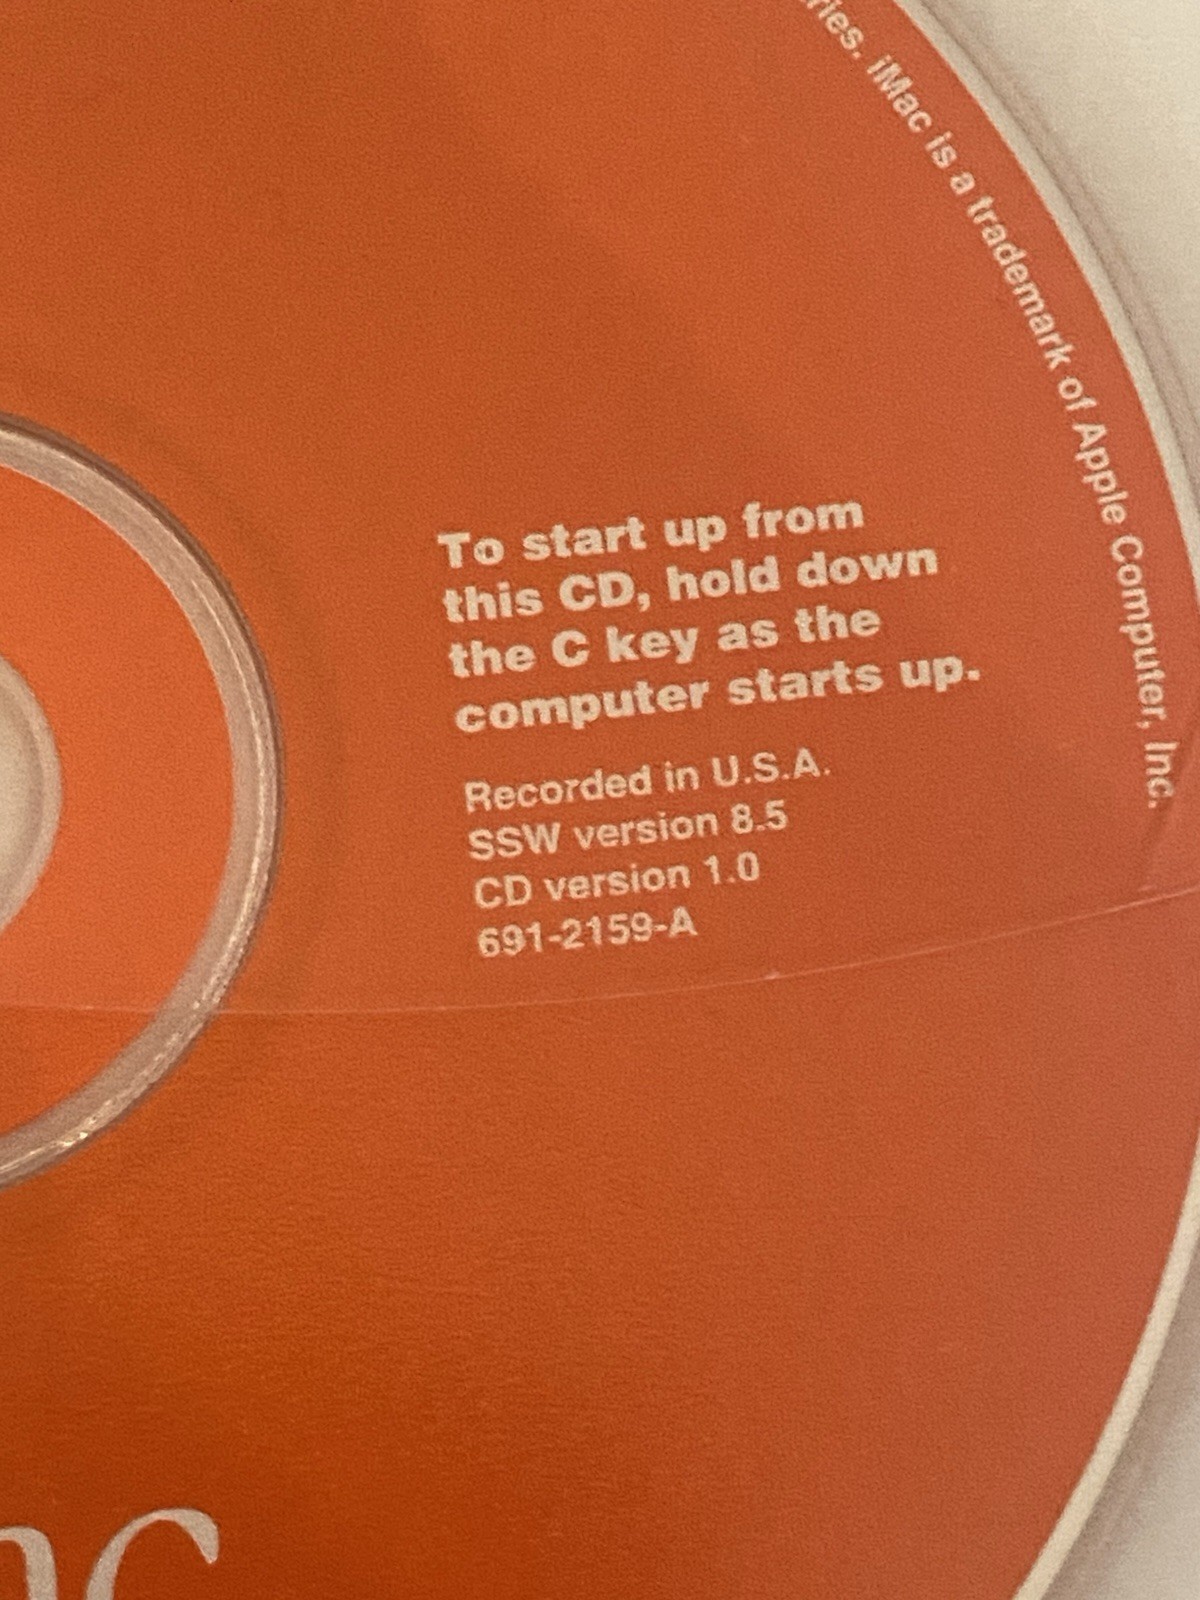 iMac is a trademark of Apple Computer, Inc.
To start up from
this CD, hold down
the C key as the
computer starts up.
Recorded in U.S.A.
SSW version 8.5
CD version 1.0
691-2159-A